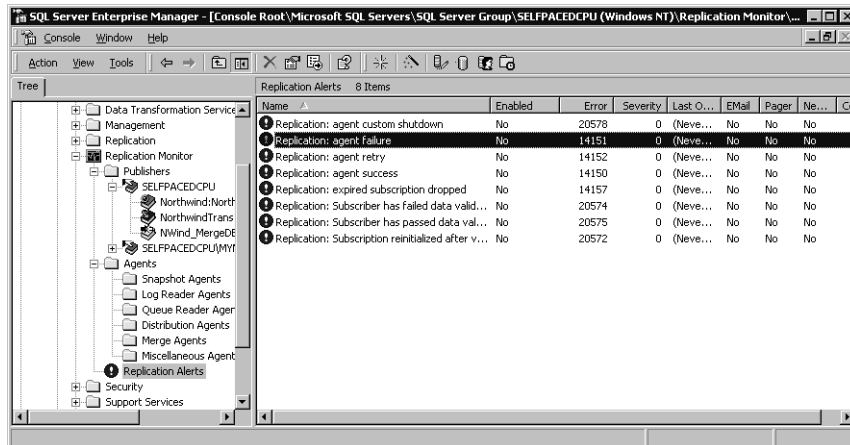 SQL Server Enterprise Manager - [Console Root\Microsoft SQL Servers\SQL Server Group\SELFPACEDCPU (Windows NT)\Replication Monitor\...
Console Window Help
Action View Tools
Tree
Replication Alerts 8 Items
Data Transformation Service
Management
Replication
Replication Monitor
Publishers
SELFPACEDCPU
Northwind:North
NorthwindTrans
NWind_MergeDB
SELFPACEDCPU\MYN
Agents
Snapshot Agents
Log Reader Agents
Queue Reader Agen
Distribution Agents
Merge Agents
Miscellaneous Agent
Replication Alerts
Security
Support Services
Name Enabled Error Severity Last O... EMail Pager Ne...
Replication: agent custom shutdown No 20578 0 (Neve... No No No
Replication: agent failure No 14151 0 (Neve... No No No
Replication: agent retry No 14152 0 (Neve... No No No
Replication: agent success No 14150 0 (Neve... No No No
Replication: expired subscription dropped No 14157 0 (Neve... No No No
Replication: Subscriber has failed data valid... No 20574 0 (Neve... No No No
Replication: Subscriber has passed data val... No 20575 0 (Neve... No No No
Replication: Subscription reinitialized after v... No 20572 0 (Neve... No No No